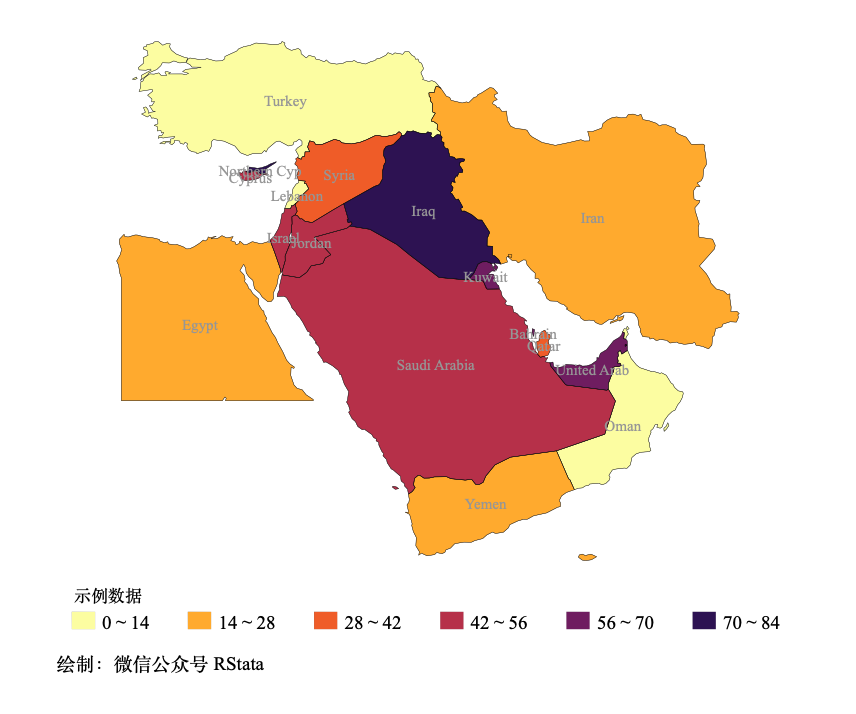 Turkey
Northern Cyp
Cyprus
Syria
Lebanon
Iraq
Iran
Israel
Jordan
Kuwait
Egypt
Bahrain
Qatar
Saudi Arabia
United Arab
Oman
Yemen
示例数据
0 ~ 14 14 ~ 28 28 ~ 42 42 ~ 56 56 ~ 70 70 ~ 84
绘制：微信公众号 RStata